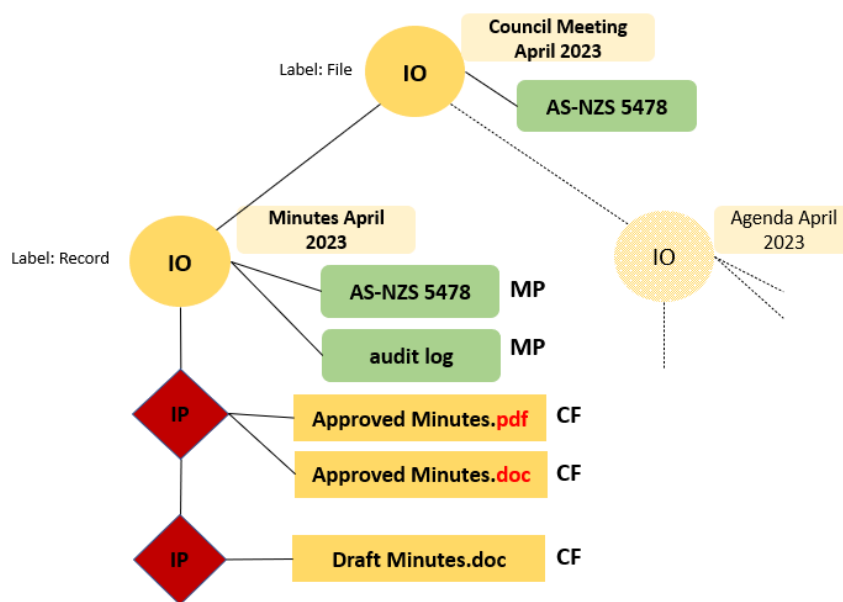 Council Meeting
April 2023
Label: File
IO
AS-NZS 5478
Minutes April
2023
Agenda April
2023
Label: Record
IO
IO
AS-NZS 5478
MP
audit log
MP
IP
Approved Minutes.pdf
CF
Approved Minutes.doc
CF
IP
Draft Minutes.doc
CF